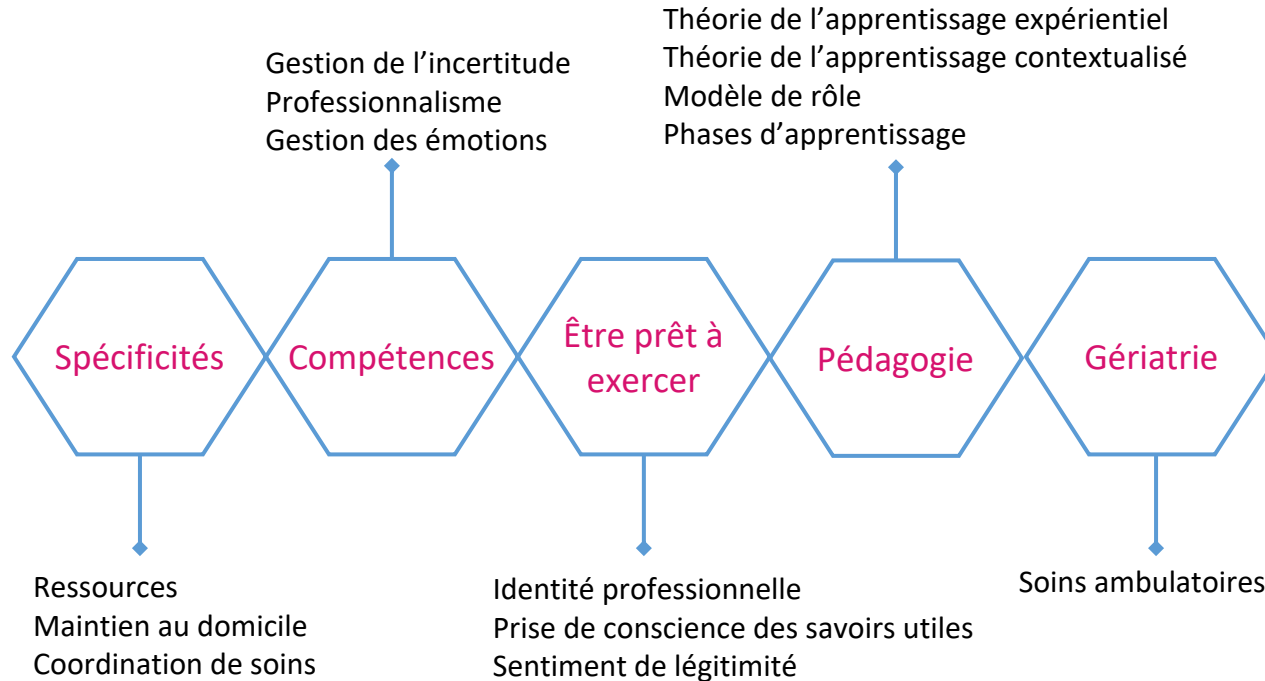 Théorie de l’apprentissage expérientiel
Théorie de l’apprentissage contextualisé
Modèle de rôle
Phases d’apprentissage
Gestion de l’incertitude
Professionnalisme
Gestion des émotions
Spécificités
Compétences
Être prêt à
exercer
Pédagogie
Gériatrie
Ressources
Maintien au domicile
Coordination de soins
Identité professionnelle
Prise de conscience des savoirs utiles
Sentiment de légitimité
Soins ambulatoires